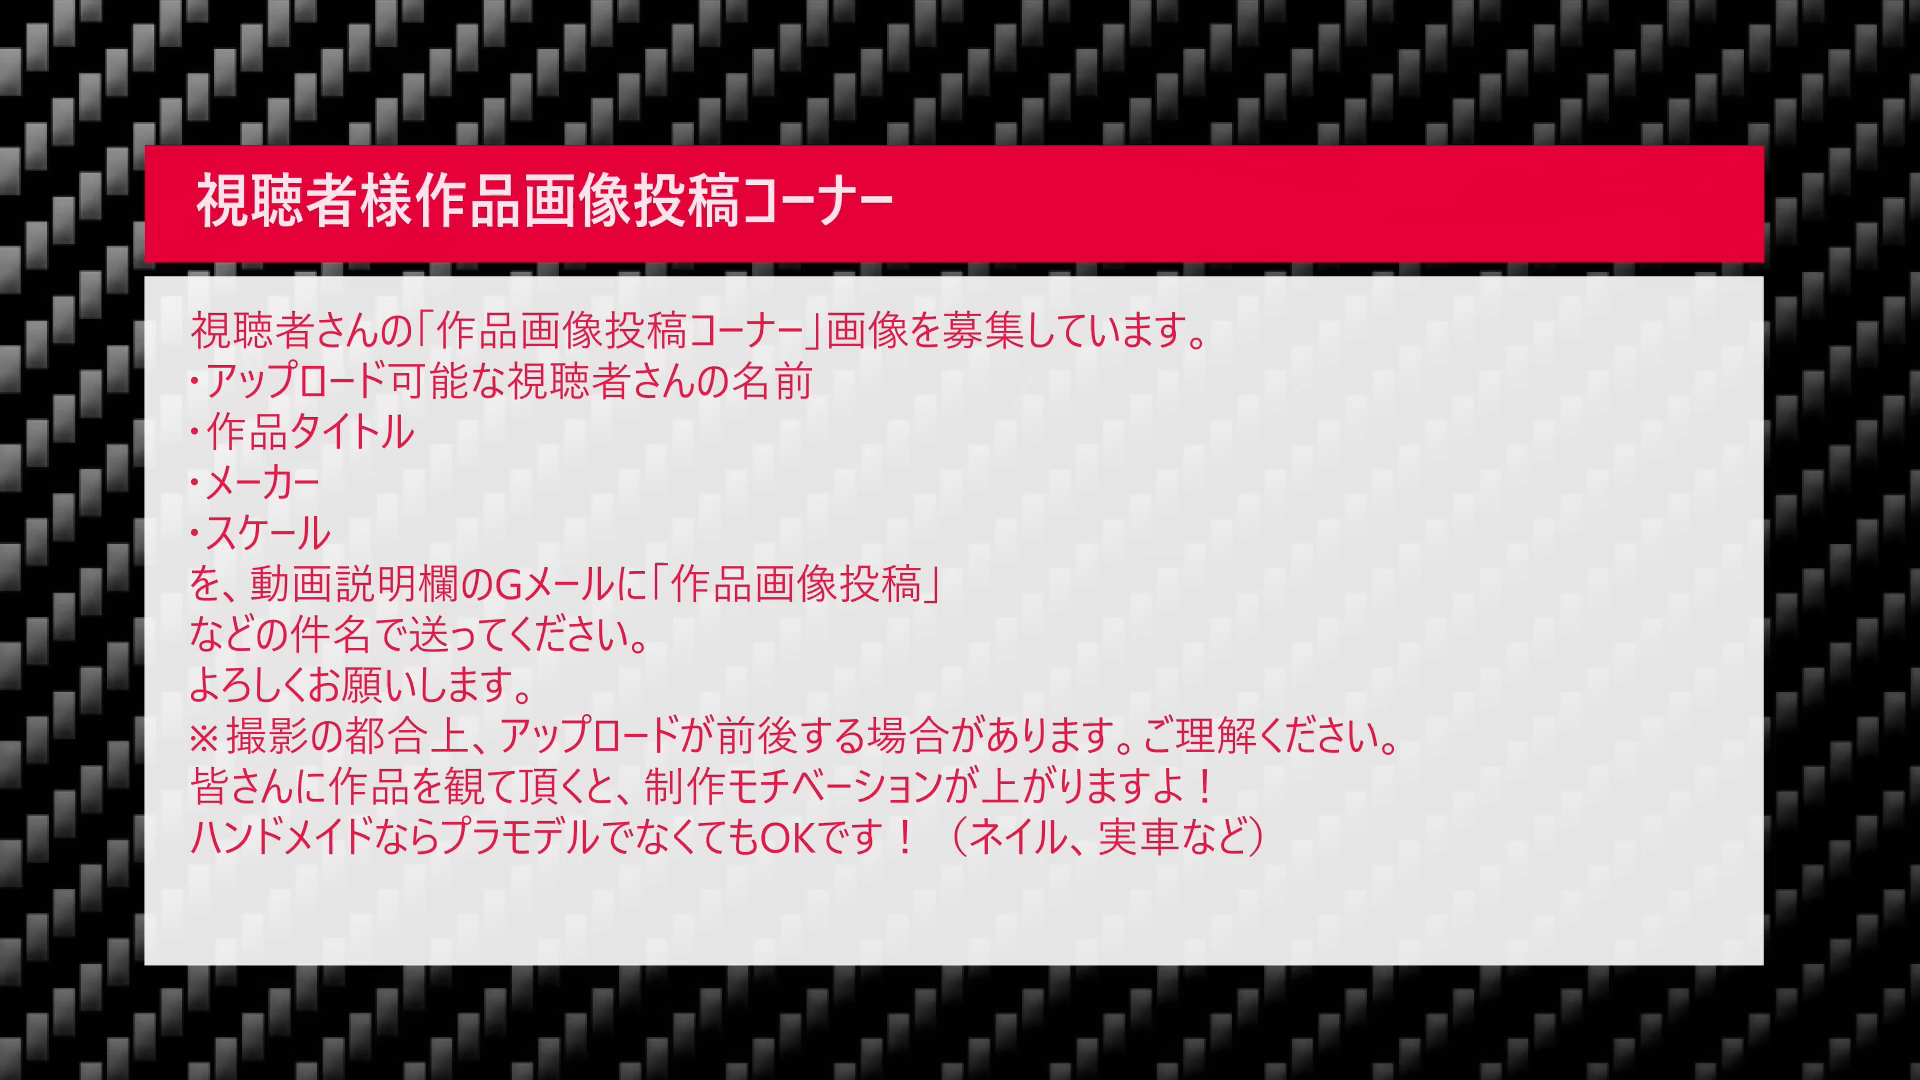 視聴者様作品画像投稿コーナー
視聴者さんの「作品画像投稿コーナー」画像を募集しています。
・アップロード可能な視聴者さんの名前
・作品タイトル
・メーカー
・スケール
を、動画説明欄のGメールに「作品画像投稿」
などの件名で送ってください。
よろしくお願いします。
※撮影の都合上、アップロードが前後する場合があります。ご理解ください。
皆さんに作品を観て頂くと、制作モチベーションが上がりますよ！
ハンドメイドならプラモデルでなくてもOKです！　（ネイル、実車など）